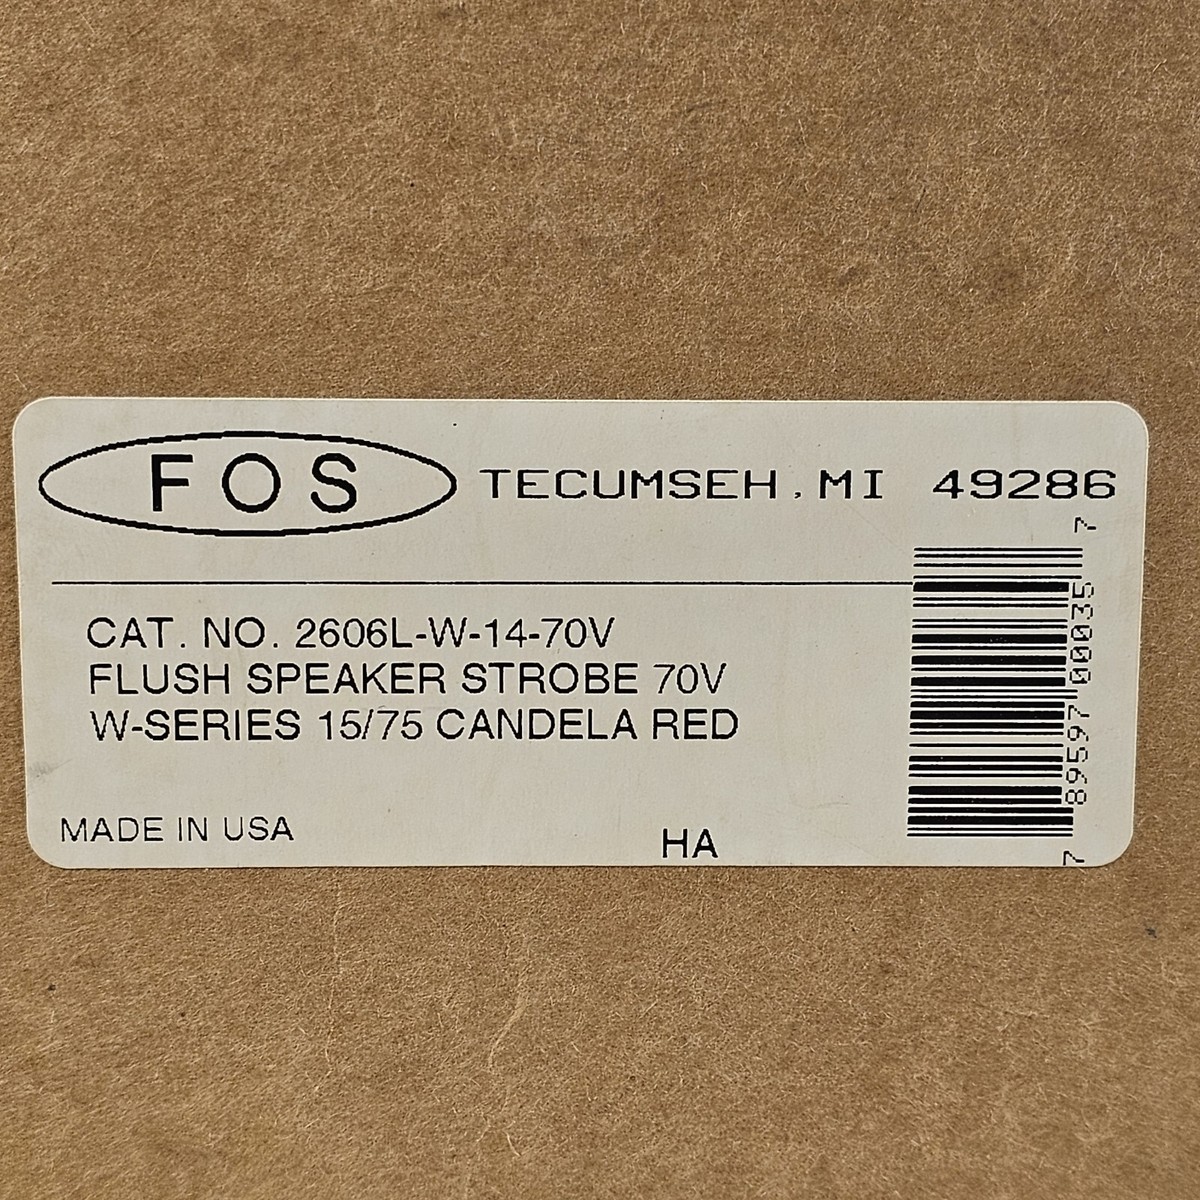 FOS TECUMSEH, MI 49286
CAT. NO. 2606L-W-14-70V
FLUSH SPEAKER STROBE 70V
W-SERIES 15/75 CANDELA RED
MADE IN USA
HA
7 89597 00035 7